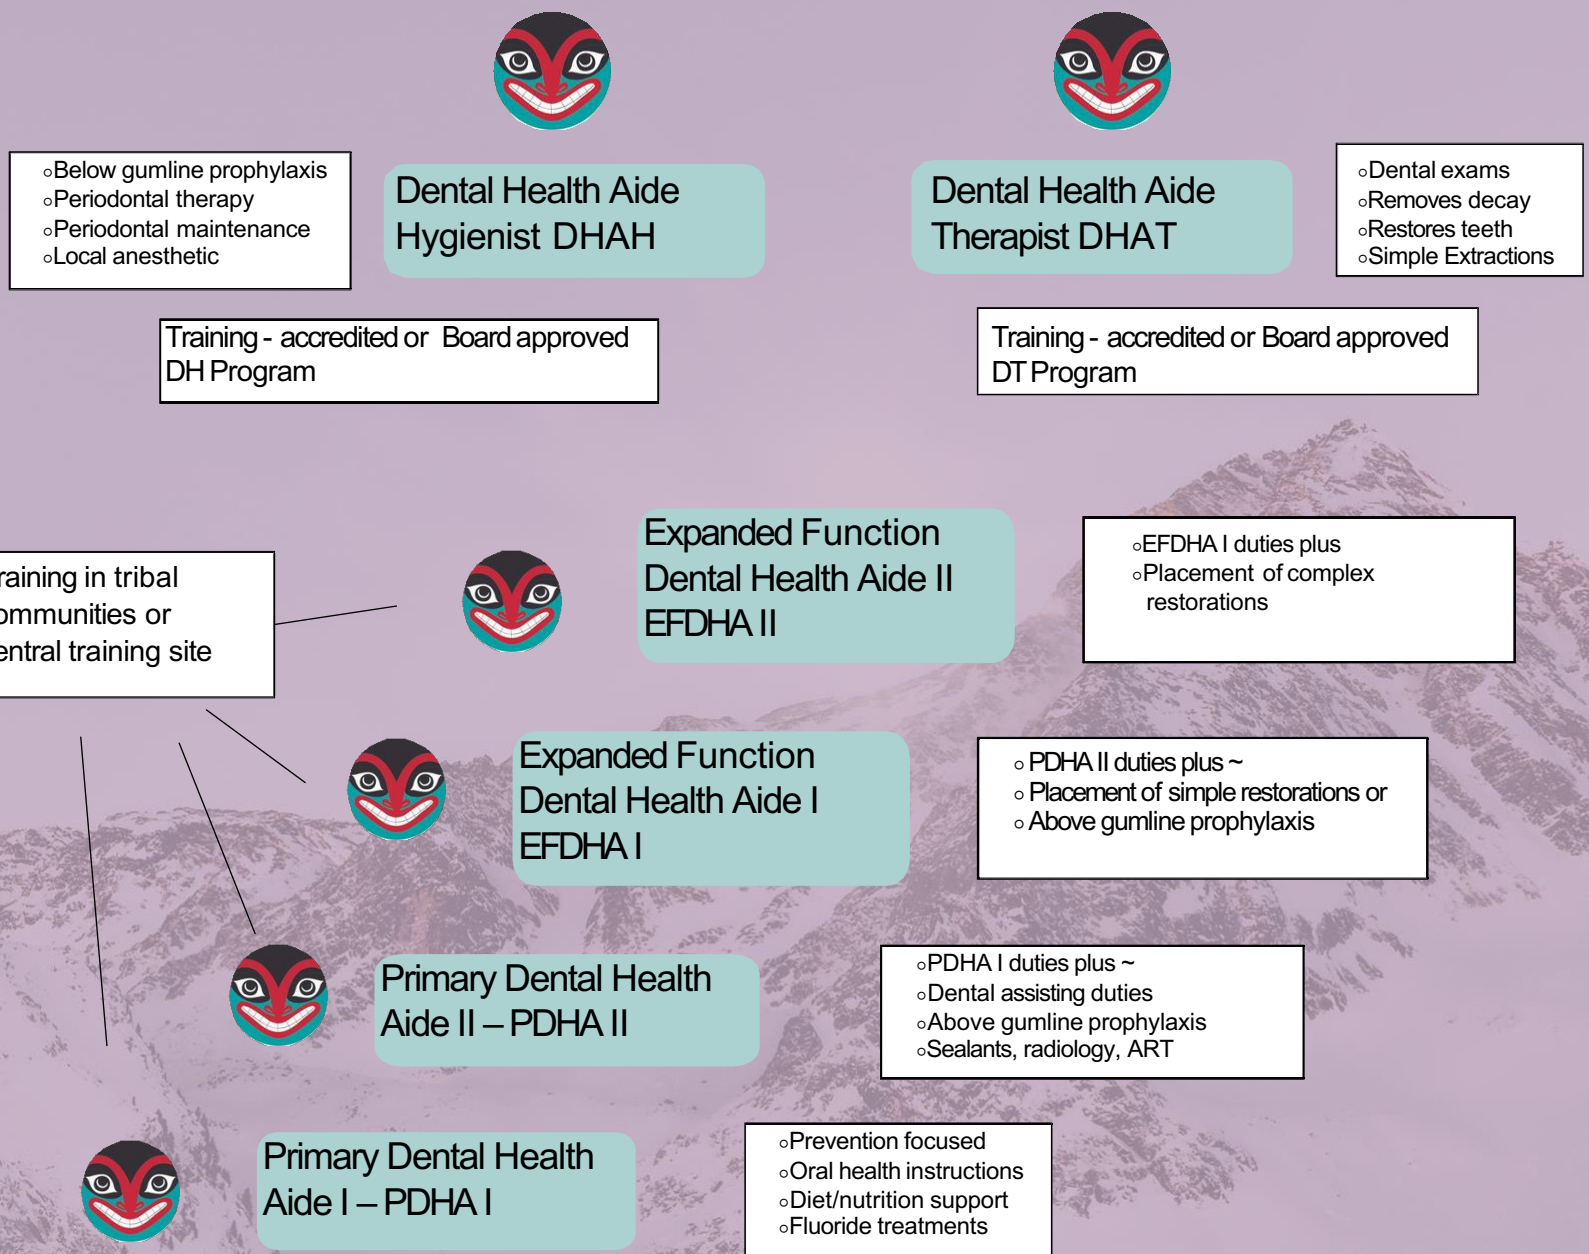 ◦Below gumline prophylaxis
◦Periodontal therapy
◦Periodontal maintenance
◦Local anesthetic
Dental Health Aide
Hygienist DHAH
Dental Health Aide
Therapist DHAT
◦Dental exams
◦Removes decay
◦Restores teeth
◦Simple Extractions
Training - accredited or Board approved
DH Program
Training - accredited or Board approved
DT Program
raining in tribal
ommunities or
entral training site
Expanded Function
Dental Health Aide II
EFDHA II
◦EFDHA I duties plus
◦Placement of complex
restorations
Expanded Function
Dental Health Aide I
EFDHA I
◦PDHA II duties plus ~
◦Placement of simple restorations or
◦Above gumline prophylaxis
Primary Dental Health
Aide II – PDHA II
◦PDHA I duties plus ~
◦Dental assisting duties
◦Above gumline prophylaxis
◦Sealants, radiology, ART
Primary Dental Health
Aide I – PDHA I
◦Prevention focused
◦Oral health instructions
◦Diet/nutrition support
◦Fluoride treatments